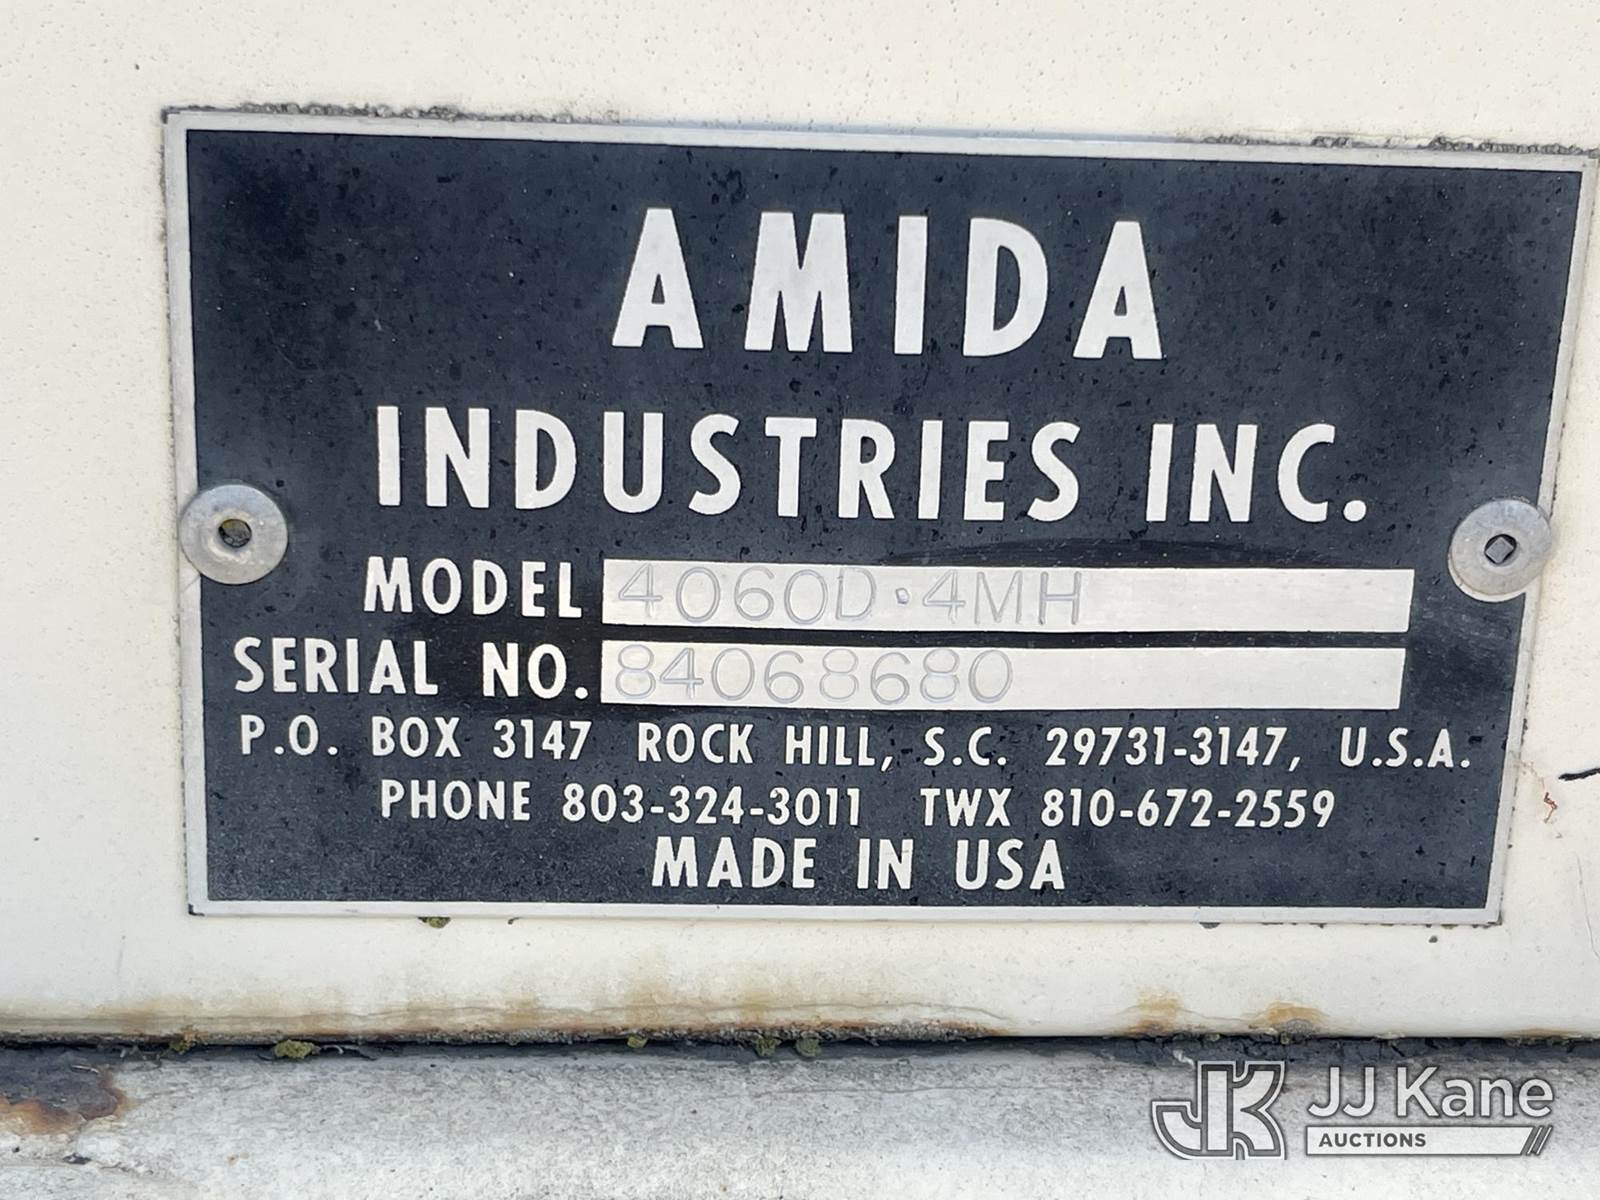 AMIDA
INDUSTRIES INC.
MODEL 4060D·4MH
SERIAL NO. 84068680
P.O. BOX 3147 ROCK HILL, S.C. 29731-3147, U.S.A.
PHONE 803-324-3011 TWX 810-672-2559
MADE IN USA
JK JJ Kane
AUCTIONS